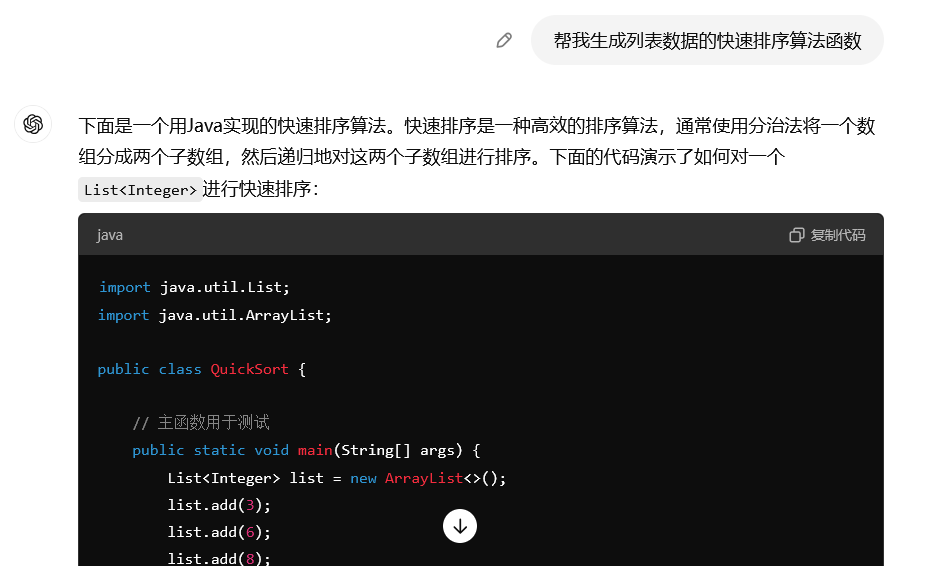 帮我生成列表数据的快速排序算法函数
下面是一个用Java实现的快速排序算法。快速排序是一种高效的排序算法，通常使用分治法将一个数
组分成两个子数组，然后递归地对这两个子数组进行排序。下面的代码演示了如何对一个
List<Integer>进行快速排序：
java 复制代码
import java.util.List;
import java.util.ArrayList;
public class QuickSort {
// 主函数用于测试
public static void main(String[] args) {
List<Integer> list = new ArrayList<>();
list.add(3);
list.add(6);
list.add(8);